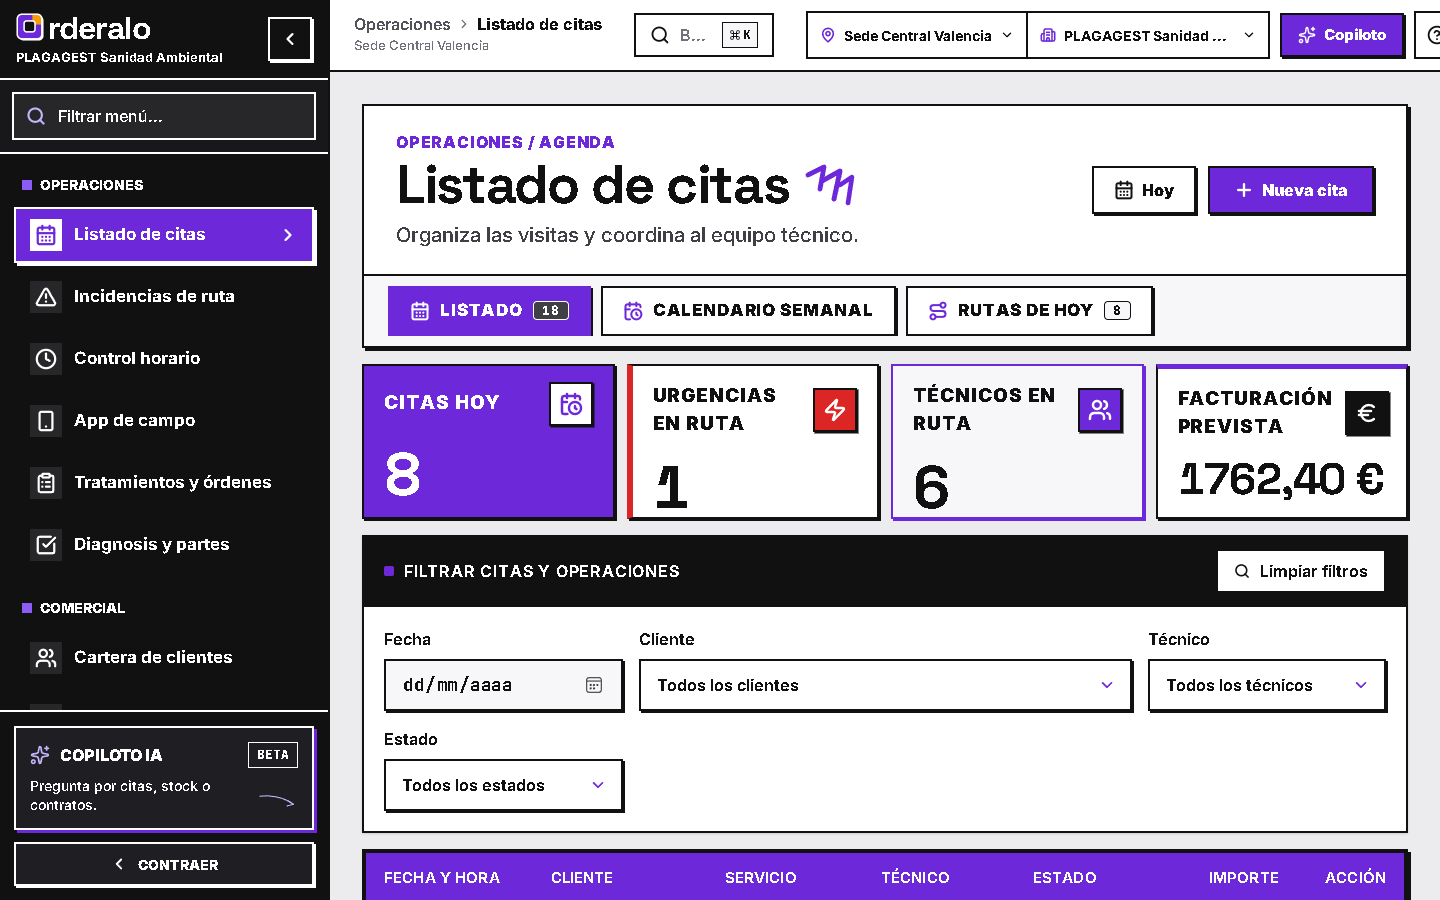 rderalo
PLAGAGEST Sanidad Ambiental
Filtrar menú...
OPERACIONES
Listado de citas
Incidencias de ruta
Control horario
App de campo
Tratamientos y órdenes
Diagnosis y partes
COMERCIAL
Cartera de clientes
COPILOTO IA
BETA
Pregunta por citas, stock o
contratos.
CONTRAER
Operaciones > Listado de citas
Sede Central Valencia
B...
⌘K
Sede Central Valencia
PLAGAGEST Sanidad ...
Copiloto
OPERACIONES / AGENDA
Listado de citas
Organiza las visitas y coordina al equipo técnico.
Hoy
Nueva cita
LISTADO 18
CALENDARIO SEMANAL
RUTAS DE HOY 8
CITAS HOY
8
URGENCIAS
EN RUTA
1
TÉCNICOS EN
RUTA
6
FACTURACIÓN
PREVISTA
€
1762,40 €
FILTRAR CITAS Y OPERACIONES
Limpiar filtros
Fecha
dd/mm/aaaa
Cliente
Todos los clientes
Técnico
Todos los técnicos
Estado
Todos los estados
FECHA Y HORA CLIENTE SERVICIO TÉCNICO ESTADO IMPORTE ACCIÓN